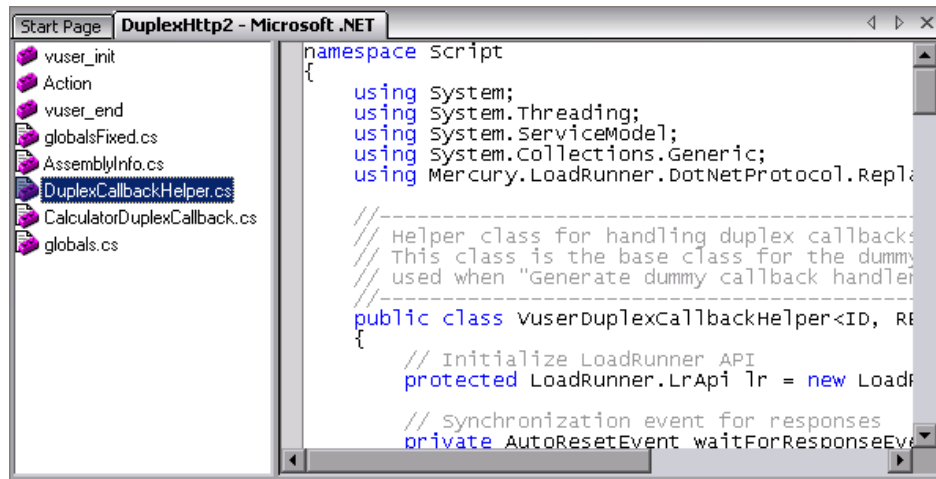 Start Page DuplexHttp2 - Microsoft .NET
vuser_init
Action
vuser_end
globalsFixed.cs
AssemblyInfo.cs
DuplexCallbackHelper.cs
CalculatorDuplexCallback.cs
globals.cs
namespace Script
{
using System;
using System.Threading;
using System.ServiceModel;
using System.Collections.Generic;
using Mercury.LoadRunner.DotNetProtocol.Repla
//--------------------------------------------
// Helper class for handling duplex callbacks
// This class is the base class for the dummy
// used when "Generate dummy callback handler
//--------------------------------------------
public class VuserDuplexCallbackHelper<ID, RE
{
// Initialize LoadRunner API
protected LoadRunner.LrApi lr = new LoadR
// Synchronization event for responses
private AutoResetEvent waitForResponseEve